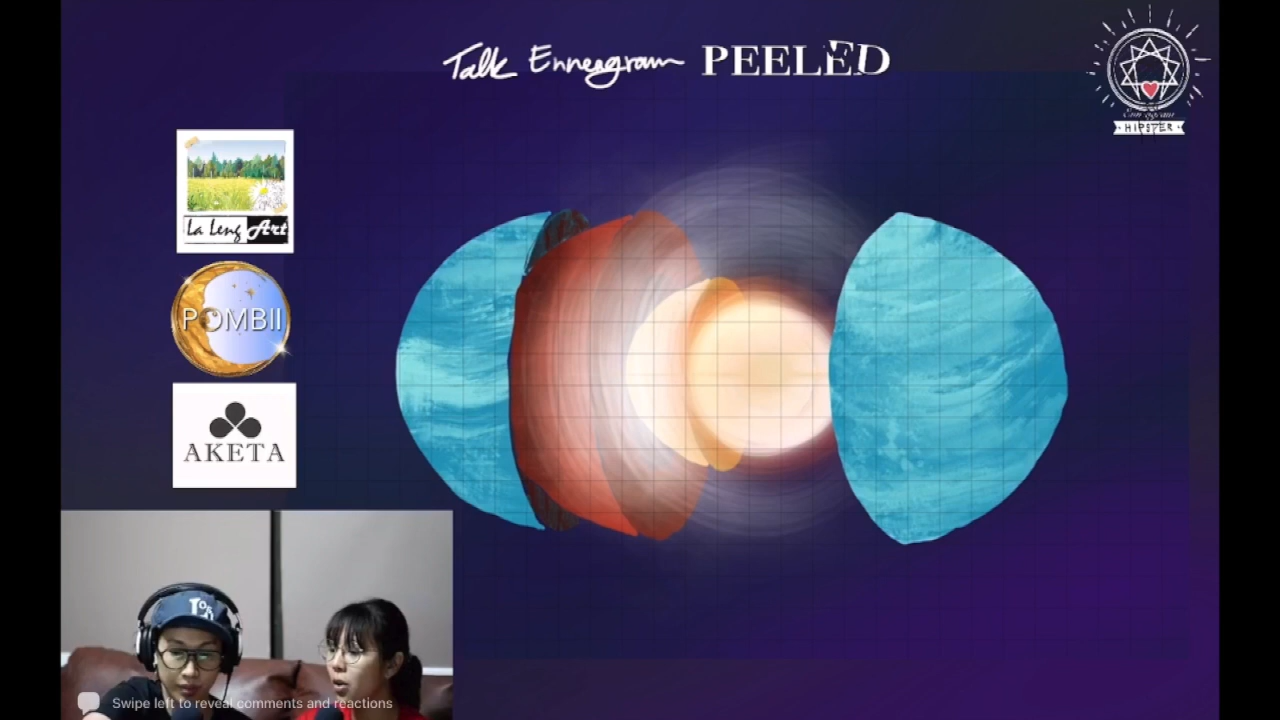 Talk Enneagram PEELED
HIPSTER
La Leng Art
POMBII
AKETA
Swipe left to reveal comments and reactions